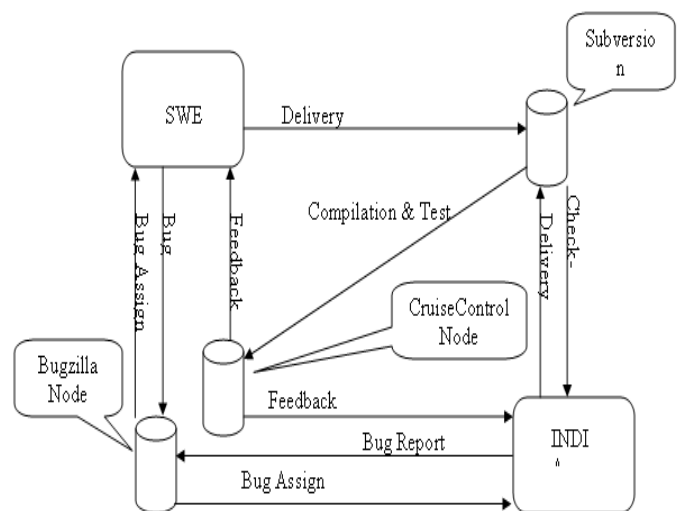 Subversio
n
SWE
Delivery
Compilation & Test
Bug Assign
Bug
Feedback
Delivery
Check-
CruiseControl
Node
Bugzilla
Node
Feedback
Bug Report
INDI
Bug Assign